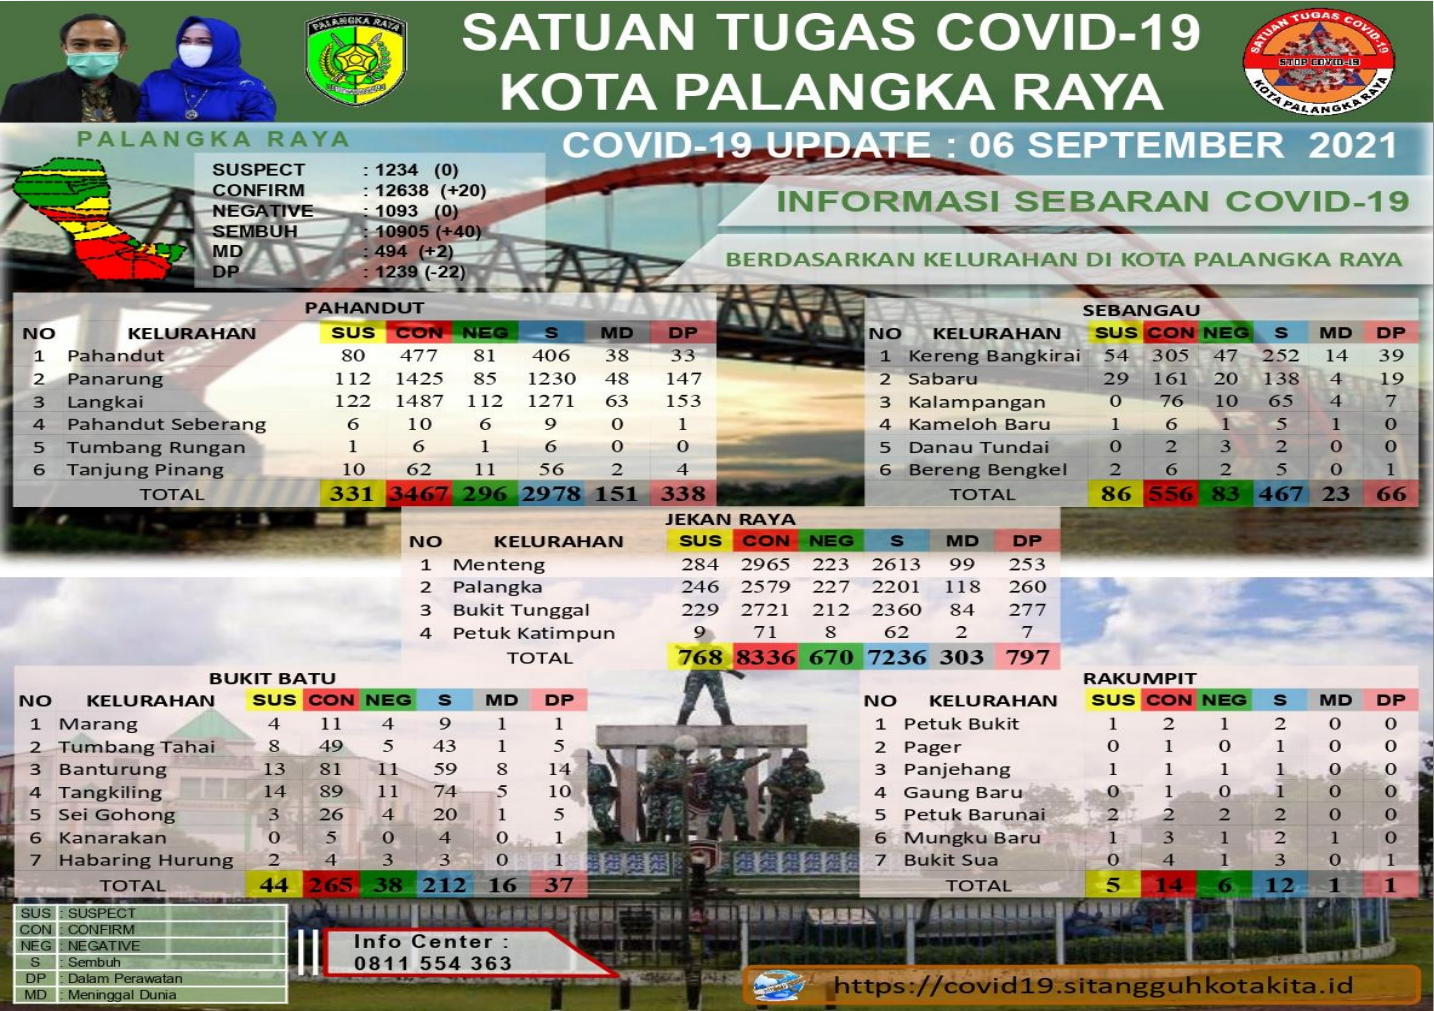 PALANGKA RAYA
SATUAN TUGAS COVID-19
KOTA PALANGKA RAYA
SATUAN TUGAS COVID-19
STOP COVID-19
KOTA PALANGKA RAYA
PALANGKA RAYA
COVID-19 UPDATE : 06 SEPTEMBER 2021
SUSPECT : 1234 (0)
CONFIRM : 12638 (+20)
NEGATIVE : 1093 (0)
SEMBUH : 10905 (+40)
MD : 494 (+2)
DP : 1239 (-22)
INFORMASI SEBARAN COVID-19
BERDASARKAN KELURAHAN DI KOTA PALANGKA RAYA
PAHANDUT
NO KELURAHAN SUS CON NEG S MD DP
1 Pahandut 80 477 81 406 38 33
2 Panarung 112 1425 85 1230 48 147
3 Langkai 122 1487 112 1271 63 153
4 Pahandut Seberang 6 10 6 9 0 1
5 Tumbang Rungan 1 6 1 6 0 0
6 Tanjung Pinang 10 62 11 56 2 4
TOTAL 331 3467 296 2978 151 338
SEBANGAU
NO KELURAHAN SUS CON NEG S MD DP
1 Kereng Bangkirai 54 305 47 252 14 39
2 Sabaru 29 161 20 138 4 19
3 Kalampangan 0 76 10 65 4 7
4 Kameloh Baru 1 6 1 5 1 0
5 Danau Tundai 0 2 3 2 0 0
6 Bereng Bengkel 2 6 2 5 0 1
TOTAL 86 556 83 467 23 66
JEKAN RAYA
NO KELURAHAN SUS CON NEG S MD DP
1 Menteng 284 2965 223 2613 99 253
2 Palangka 246 2579 227 2201 118 260
3 Bukit Tunggal 229 2721 212 2360 84 277
4 Petuk Katimpun 9 71 8 62 2 7
TOTAL 768 8336 670 7236 303 797
BUKIT BATU
NO KELURAHAN SUS CON NEG S MD DP
1 Marang 4 11 4 9 1 1
2 Tumbang Tahai 8 49 5 43 1 5
3 Banturung 13 81 11 59 8 14
4 Tangkiling 14 89 11 74 5 10
5 Sei Gohong 3 26 4 20 1 5
6 Kanarakan 0 5 0 4 0 1
7 Habaring Hurung 2 4 3 3 0 1
TOTAL 44 265 38 212 16 37
RAKUMPIT
NO KELURAHAN SUS CON NEG S MD DP
1 Petuk Bukit 1 2 1 2 0 0
2 Pager 0 1 0 1 0 0
3 Panjehang 1 1 1 1 0 0
4 Gaung Baru 0 1 0 1 0 0
5 Petuk Barunai 2 2 2 2 0 0
6 Mungku Baru 1 3 1 2 1 0
7 Bukit Sua 0 4 1 3 0 1
TOTAL 5 14 6 12 1 1
SUS : SUSPECT
CON : CONFIRM
NEG : NEGATIVE
S : Sembuh
DP : Dalam Perawatan
MD : Meninggal Dunia
Info Center :
0811 554 363
https://covid19.sitangguhkotakita.id